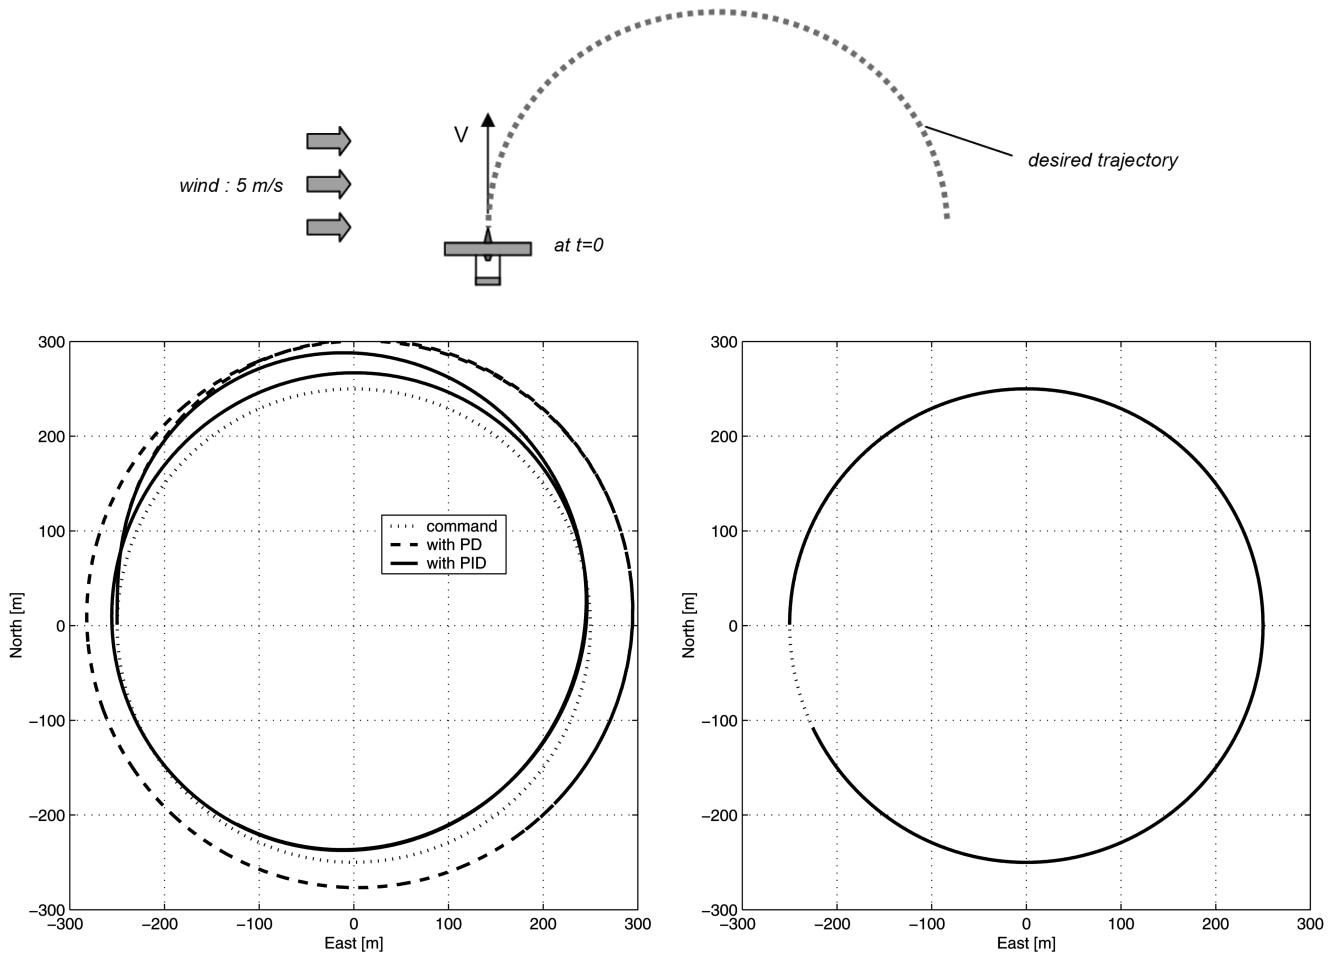 V
wind : 5 m/s
desired trajectory
at t=0
300
200
100
0
−100
−200
−300
North [m]
command
with PD
with PID
−300 −200 −100 0 100 200 300
East [m]
300
200
100
0
−100
−200
−300
North [m]
−300 −200 −100 0 100 200 300
East [m]